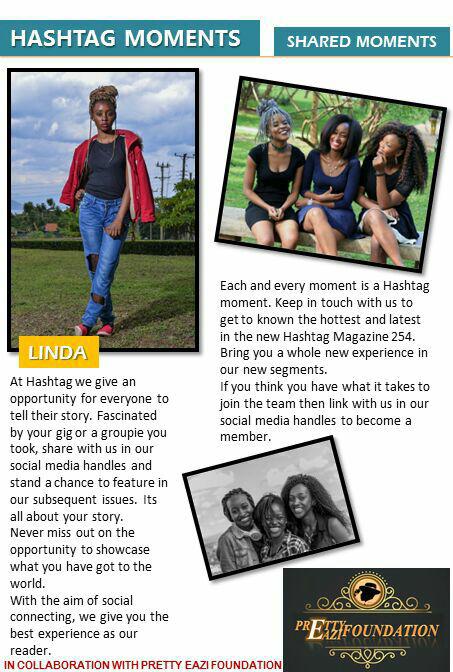 HASHTAG MOMENTS
SHARED MOMENTS
LINDA
At Hashtag we give an
opportunity for everyone to
tell their story. Fascinated
by your gig or a groupie you
took, share with us in our
social media handles and
stand a chance to feature in
our subsequent issues. Its
all about your story.
Never miss out on the
opportunity to showcase
what you have got to the
world.
With the aim of social
connecting, we give you the
best experience as our
reader.
Each and every moment is a Hashtag
moment. Keep in touch with us to
get to known the hottest and latest
in the new Hashtag Magazine 254.
Bring you a whole new experience in
our new segments.
If you think you have what it takes to
join the team then link with us in our
social media handles to become a
member.
PRETTY
EAZI FOUNDATION
IN COLLABORATION WITH PRETTY EAZI FOUNDATION